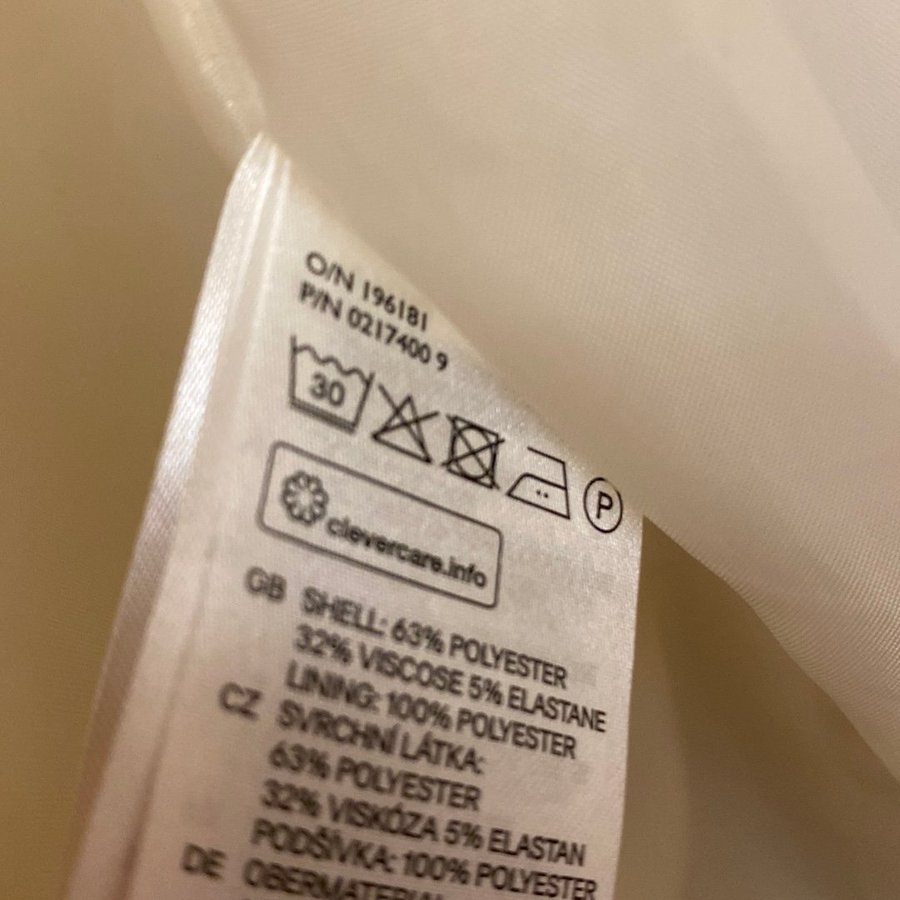 O/N 196181
P/N 0217400 9
30
P
clevercare.info
GB SHELL: 63% POLYESTER
32% VISCOSE 5% ELASTANE
LINING: 100% POLYESTER
CZ SVRCHNÍ LÁTKA:
63% POLYESTER
32% VISKÓZA 5% ELASTAN
PODŠÍVKA: 100% POLYESTER
DE OBERMATERIAL